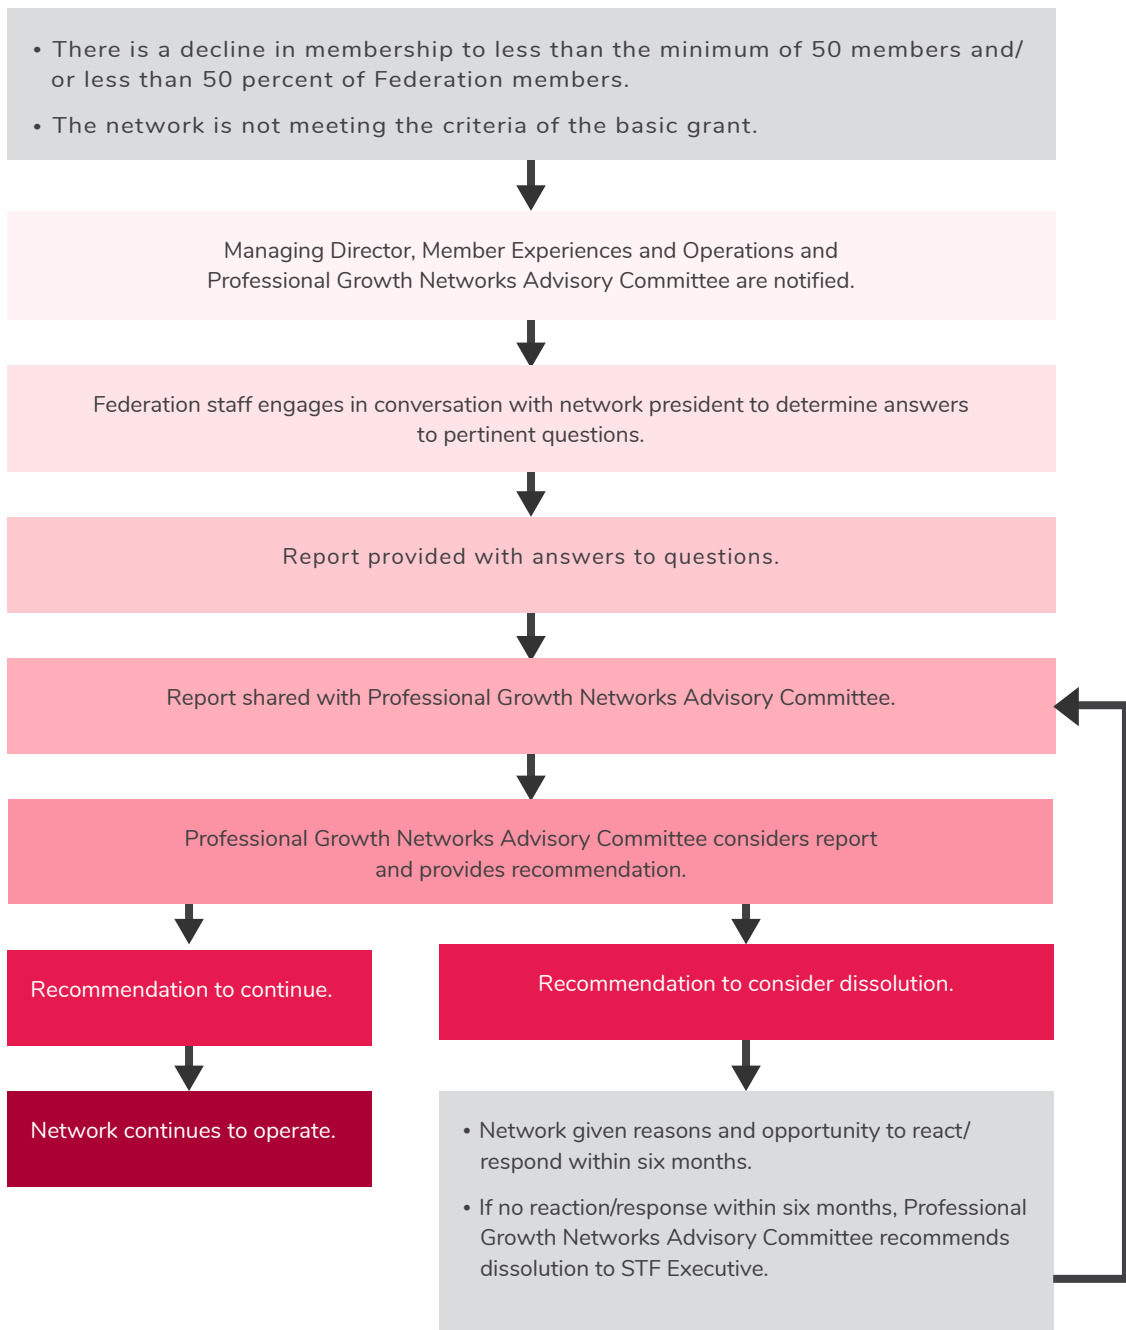 • There is a decline in membership to less than the minimum of 50 members and/
or less than 50 percent of Federation members.
• The network is not meeting the criteria of the basic grant.
Managing Director, Member Experiences and Operations and
Professional Growth Networks Advisory Committee are notified.
Federation staff engages in conversation with network president to determine answers
to pertinent questions.
Report provided with answers to questions.
Report shared with Professional Growth Networks Advisory Committee.
Professional Growth Networks Advisory Committee considers report
and provides recommendation.
Recommendation to continue.
Recommendation to consider dissolution.
Network continues to operate.
• Network given reasons and opportunity to react/
respond within six months.
• If no reaction/response within six months, Professional
Growth Networks Advisory Committee recommends
dissolution to STF Executive.